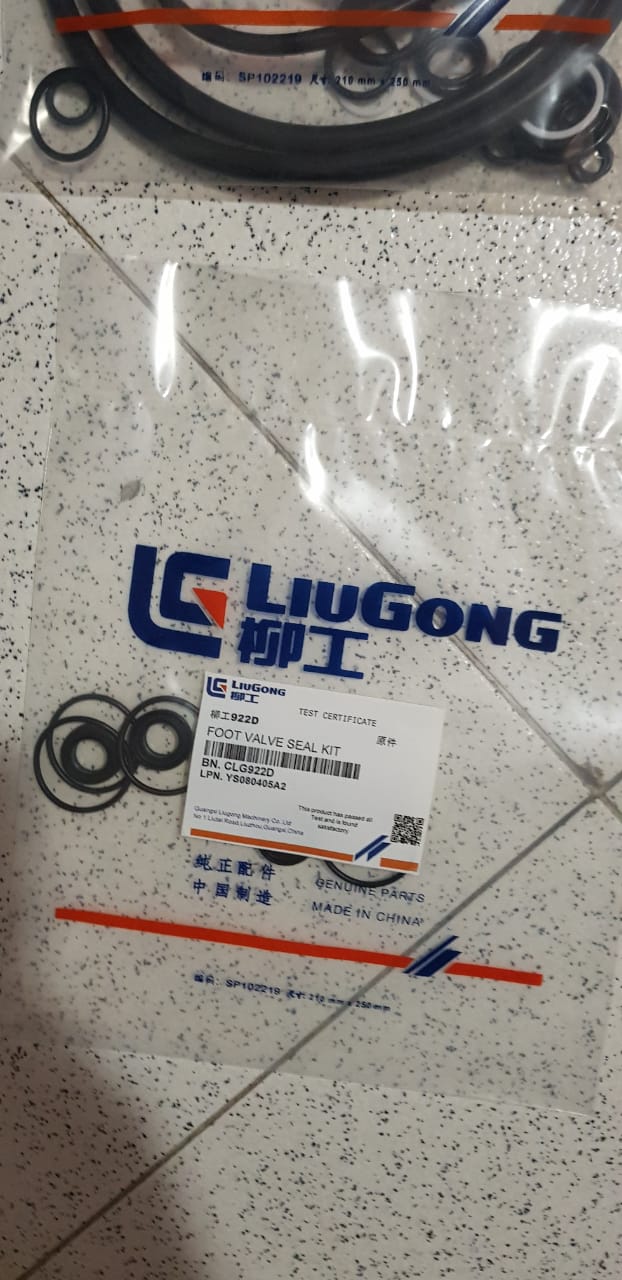 编码: SP102219 尺寸: 210 mm x 250 mm
LIUGONG
柳工
LIUGONG
柳工
柳工922D
TEST CERTIFICATE
FOOT VALVE SEAL KIT
原件
BN. CLG922D
LPN. YS080405A2
Guangxi Liugong Machinery Co. Ltd
No 1 Liutai Road,Liuzhou,Guangxi,China
This product has passed all
Test and is found
satisfactory
纯正配件
中国制造
GENUINE PARTS
MADE IN CHINA
编码: SP102219 尺寸: 210 mm x 250 mm